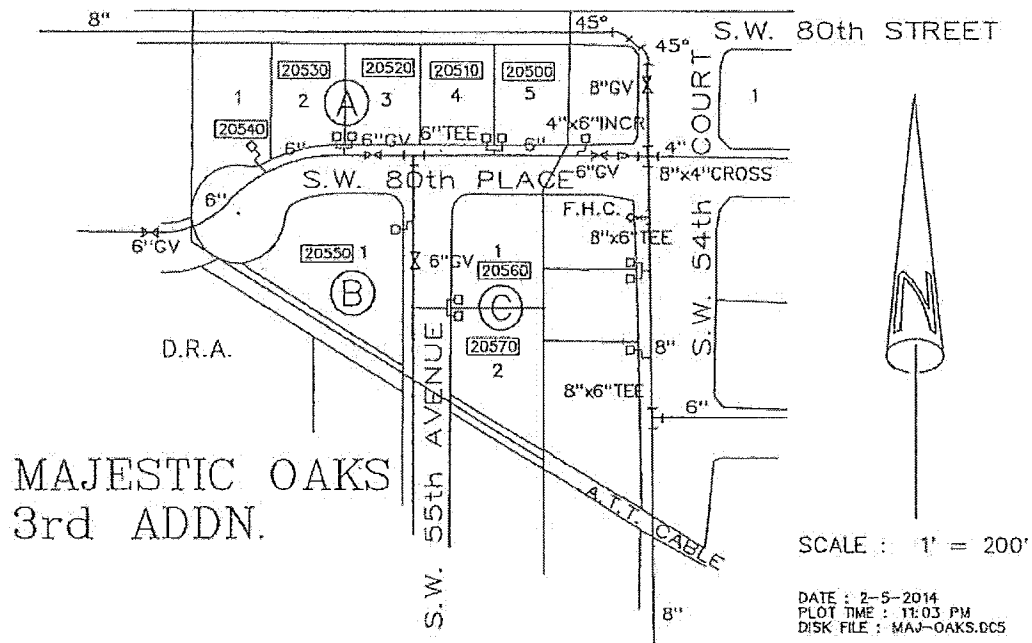 8"
45°
S.W. 80th STREET
45°
20530
20520
20510
20500
8"GV
1
2
3
4
5
1
A
20540
4"x6"INCR
6"
6"GV
6"TEE
6"
4"
S.W. 80th PLACE
6"GV
8"x4"CROSS
S.W. 54th COURT
6"
F.H.C.
6"GV
8"x6"TEE
20550 1
6"GV
1
20560
B
C
D.R.A.
20570
2
8"
8"x6"TEE
6"
S.W. 55th AVENUE
MAJESTIC OAKS
3rd ADDN.
A.T.T. CABLE
8"
N
SCALE : 1" = 200'
DATE : 2-5-2014
PLOT TIME : 11:03 PM
DISK FILE : MAJ-OAKS.DC5